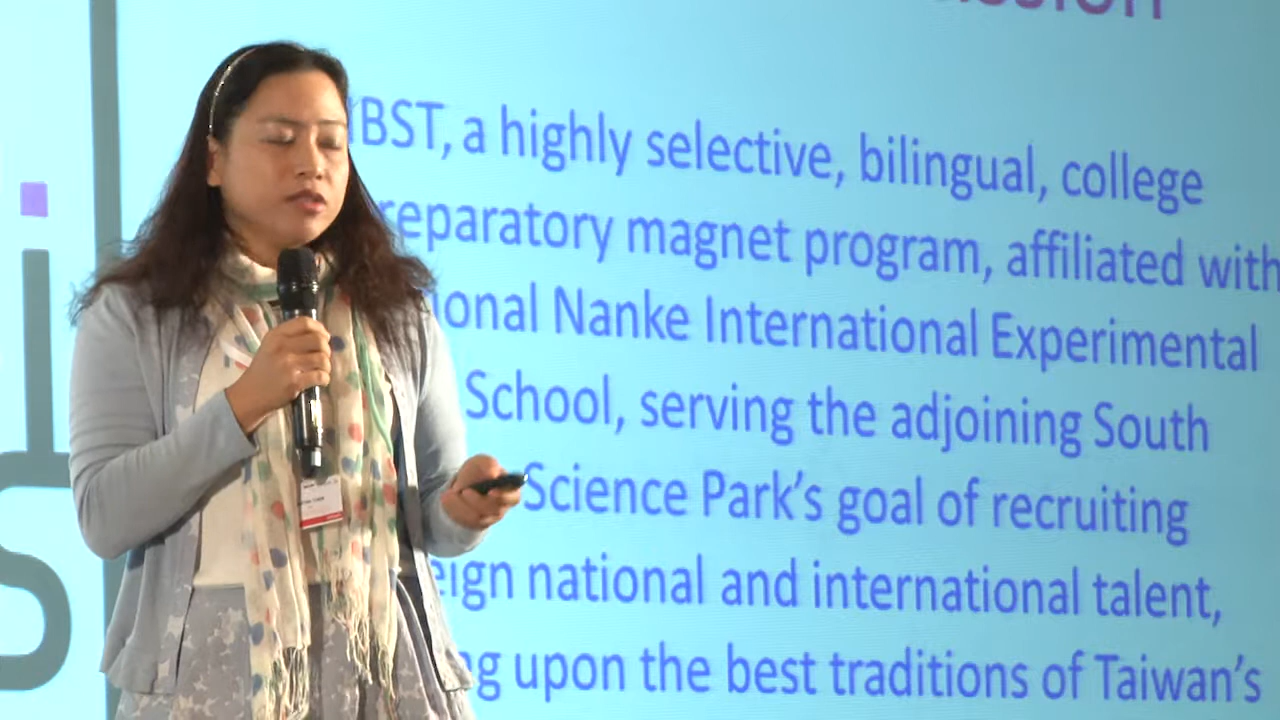 IBST, a highly selective, bilingual, college
reparatory magnet program, affiliated with
ional Nanke International Experimental
School, serving the adjoining South
Science Park's goal of recruiting
eign national and international talent,
ng upon the best traditions of Taiwan's